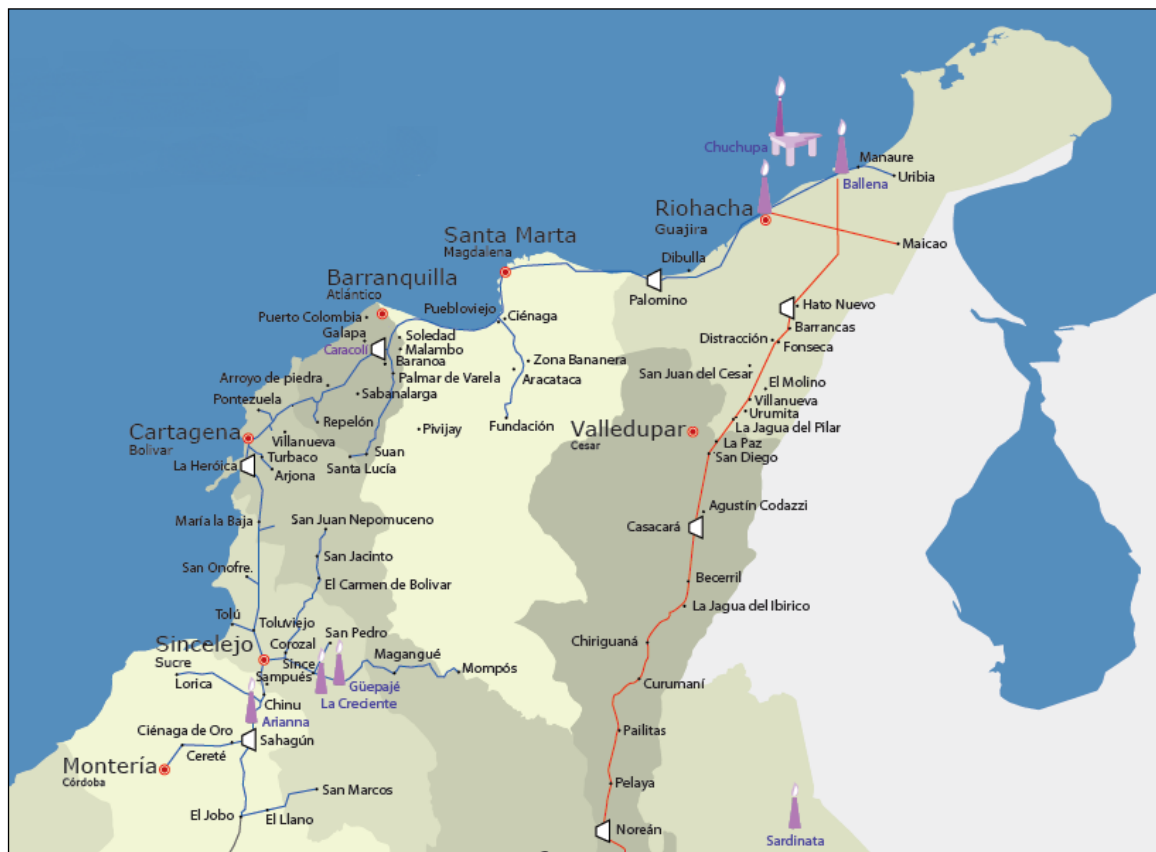 Chuchupa
Manaure
Ballena
Uribia
Riohacha
Guajira
Maicao
Santa Marta
Magdalena
Dibulla
Palomino
Barranquilla
Atlántico
Puebloviejo
Ciénaga
Hato Nuevo
Puerto Colombia
Barrancas
Galapa
Soledad
Distracción
Fonseca
Caracolí
Malambo
Baranoa
Zona Bananera
San Juan del Cesar
Arroyo de piedra
Palmar de Varela
Aracataca
El Molino
Pontezuela
Sabanalarga
Villanueva
Urumita
Repelón
Pivijay
Fundación
La Jagua del Pilar
Cartagena
Bolivar
Villanueva
Valledupar
Cesar
La Paz
Turbaco
Suan
San Diego
La Heróica
Arjona
Santa Lucía
Agustín Codazzi
María la Baja
San Juan Nepomuceno
Casacará
San Jacinto
San Onofre.
El Carmen de Bolivar
Becerril
La Jagua del Ibirico
Tolú
Toluviejo
San Pedro
Chiriguaná
Sincelejo
Corozal
Magangué
Sucre
Since
Mompós
Sampués
Lorica
Güepajé
Curumaní
Chinu
La Creciente
Arianna
Ciénaga de Oro
Sahagún
Pailitas
Cereté
Montería
Córdoba
San Marcos
Pelaya
El Jobo
El Llano
Noreán
Sardinata